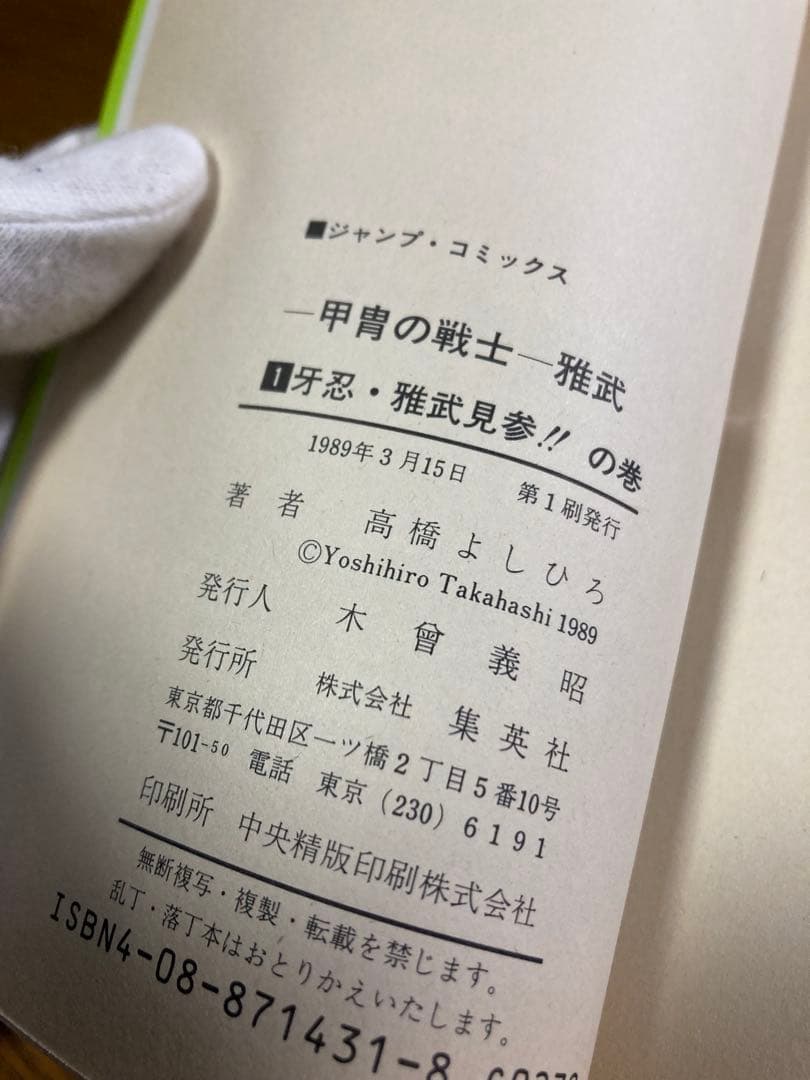 ■ジャンプ・コミックス
―甲冑の戦士―雅武
1牙忍・雅武見参!! の巻
1989年3月15日 第1刷発行
著者 高橋よしひろ
©Yoshihiro Takahashi 1989
発行人 木曾義昭
発行所 株式会社 集英社
東京都千代田区一ツ橋2丁目5番10号
〒101-50 電話 東京(230)6191
印刷所 中央精版印刷株式会社
無断複写・複製・転載を禁じます。
乱丁・落丁本はおとりかえいたします。
ISBN4-08-871431-8